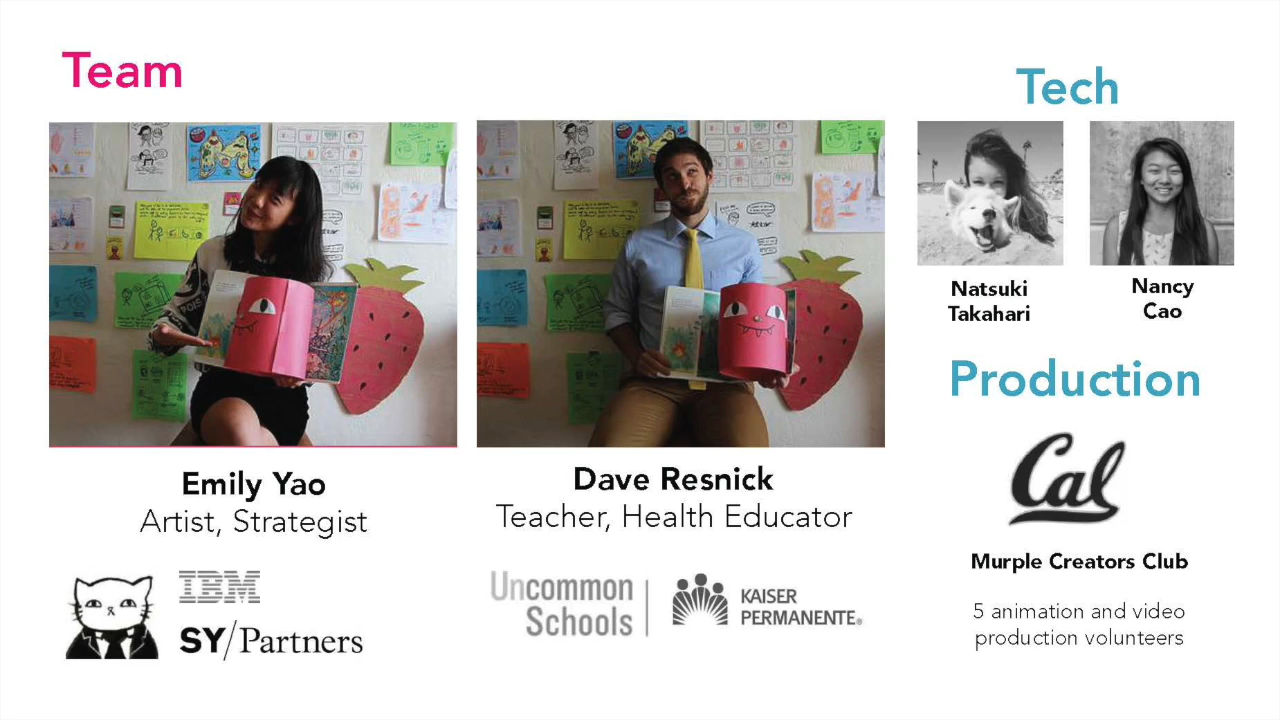 Team
Emily Yao
Artist, Strategist
IBM
SY/Partners
Dave Resnick
Teacher, Health Educator
Uncommon
Schools
KAISER
PERMANENTE®
Tech
Natsuki
Takahari
Nancy
Cao
Production
Cal
Murple Creators Club
5 animation and video
production volunteers